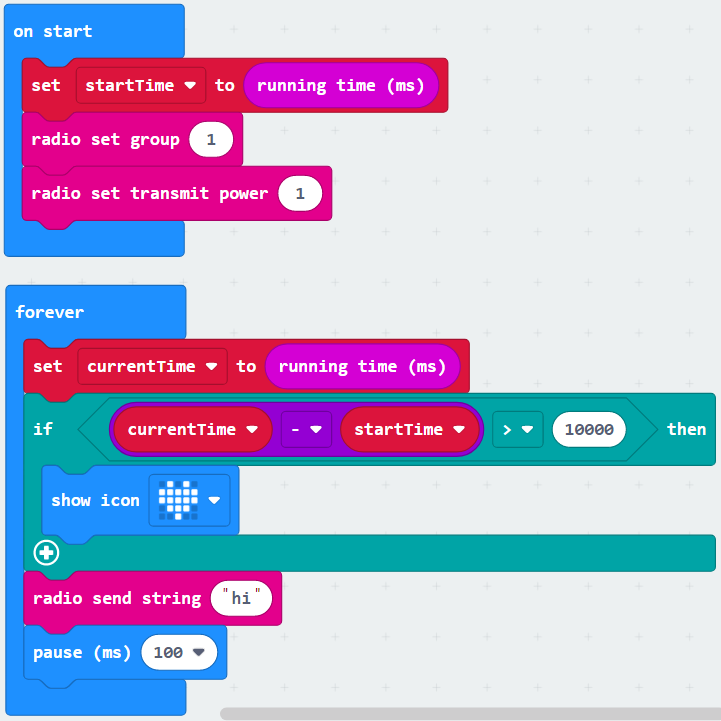 on start
set startTime to running time (ms)
radio set group 1
radio set transmit power 1
forever
set currentTime to running time (ms)
if currentTime - startTime > 10000 then
show icon
radio send string "hi"
pause (ms) 100